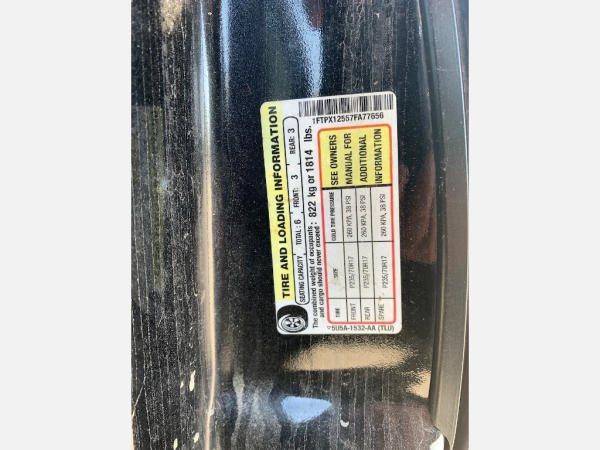 TIRE AND LOADING INFORMATION
SEATING CAPACITY TOTAL: 6 FRONT: 3 REAR: 3
The combined weight of occupants
and cargo should never exceed : 822 kg or 1814 lbs.
TIRE SIZE COLD TIRE PRESSURE
FRONT P235/70R17 260 KPA, 38 PSI
REAR P235/70R17 260 KPA, 38 PSI
SPARE P235/70R17 260 KPA, 38 PSI
SEE OWNERS
MANUAL FOR
ADDITIONAL
INFORMATION
5U5A-1532-AA (TLU)
1FTPX12557FA77656